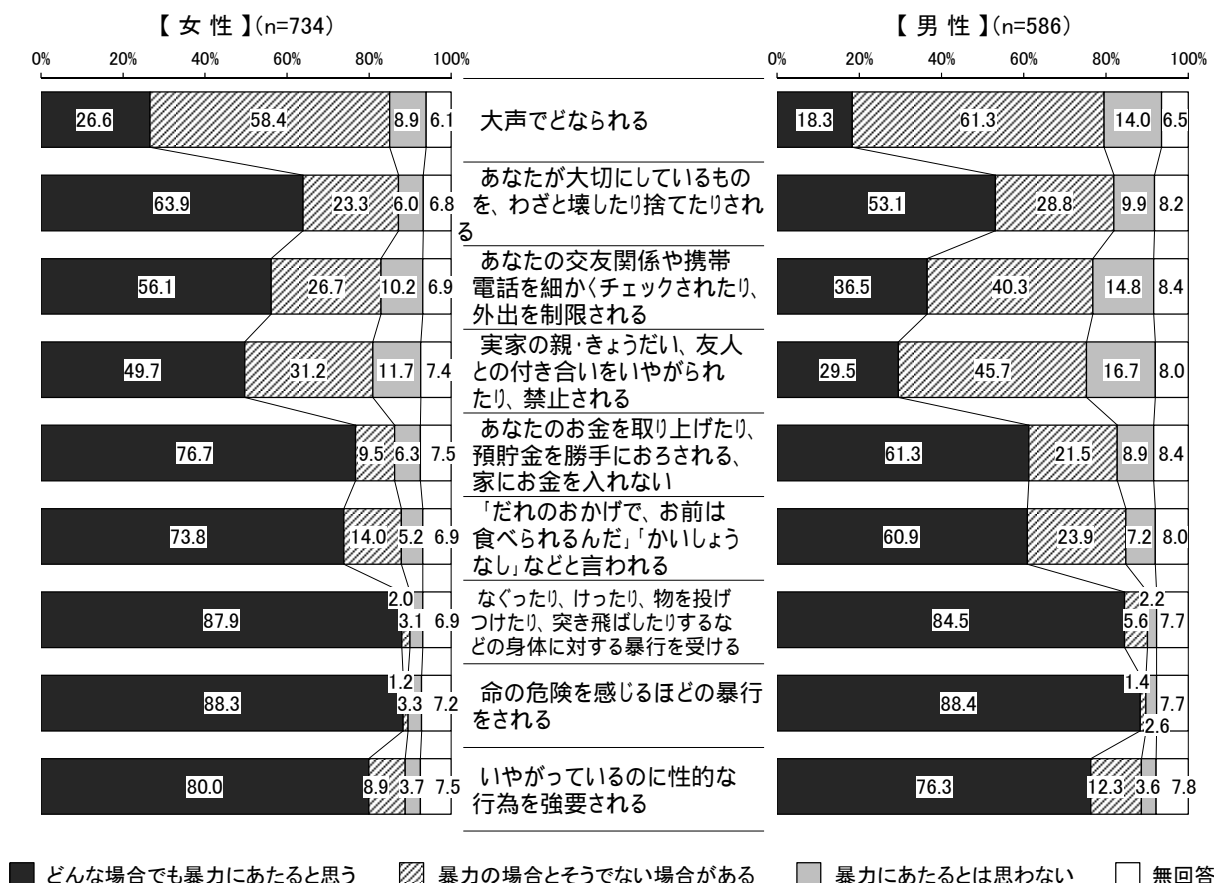 【 女 性 】(n=734)
【 男 性 】(n=586)
0% 20% 40% 60% 80% 100%
0% 20% 40% 60% 80% 100%
26.6 58.4 8.9 6.1
大声でどなられる
18.3 61.3 14.0 6.5
63.9 23.3 6.0 6.8
あなたが大切にしているもの
を、わざと壊したり捨てたりされ
る
53.1 28.8 9.9 8.2
56.1 26.7 10.2 6.9
あなたの交友関係や携帯
電話を細かくチェックされたり、
外出を制限される
36.5 40.3 14.8 8.4
49.7 31.2 11.7 7.4
実家の親・きょうだい、友人
との付き合いをいやがられ
たり、禁止される
29.5 45.7 16.7 8.0
76.7 9.5 6.3 7.5
あなたのお金を取り上げたり、
預貯金を勝手におろされる、
家にお金を入れない
61.3 21.5 8.9 8.4
73.8 14.0 5.2 6.9
「だれのおかげで、お前は
食べられるんだ」「かいしょう
なし」などと言われる
60.9 23.9 7.2 8.0
87.9 2.0 3.1 6.9
なぐったり、けったり、物を投げ
つけたり、突き飛ばしたりするな
どの身体に対する暴行を受ける
84.5 5.6 2.2 7.7
88.3 1.2 3.3 7.2
命の危険を感じるほどの暴行
をされる
88.4 1.4 2.6 7.7
80.0 8.9 3.7 7.5
いやがっているのに性的な
行為を強要される
76.3 12.3 3.6 7.8
どんな場合でも暴力にあたると思う 暴力の場合とそうでない場合がある 暴力にあたるとは思わない 無回答